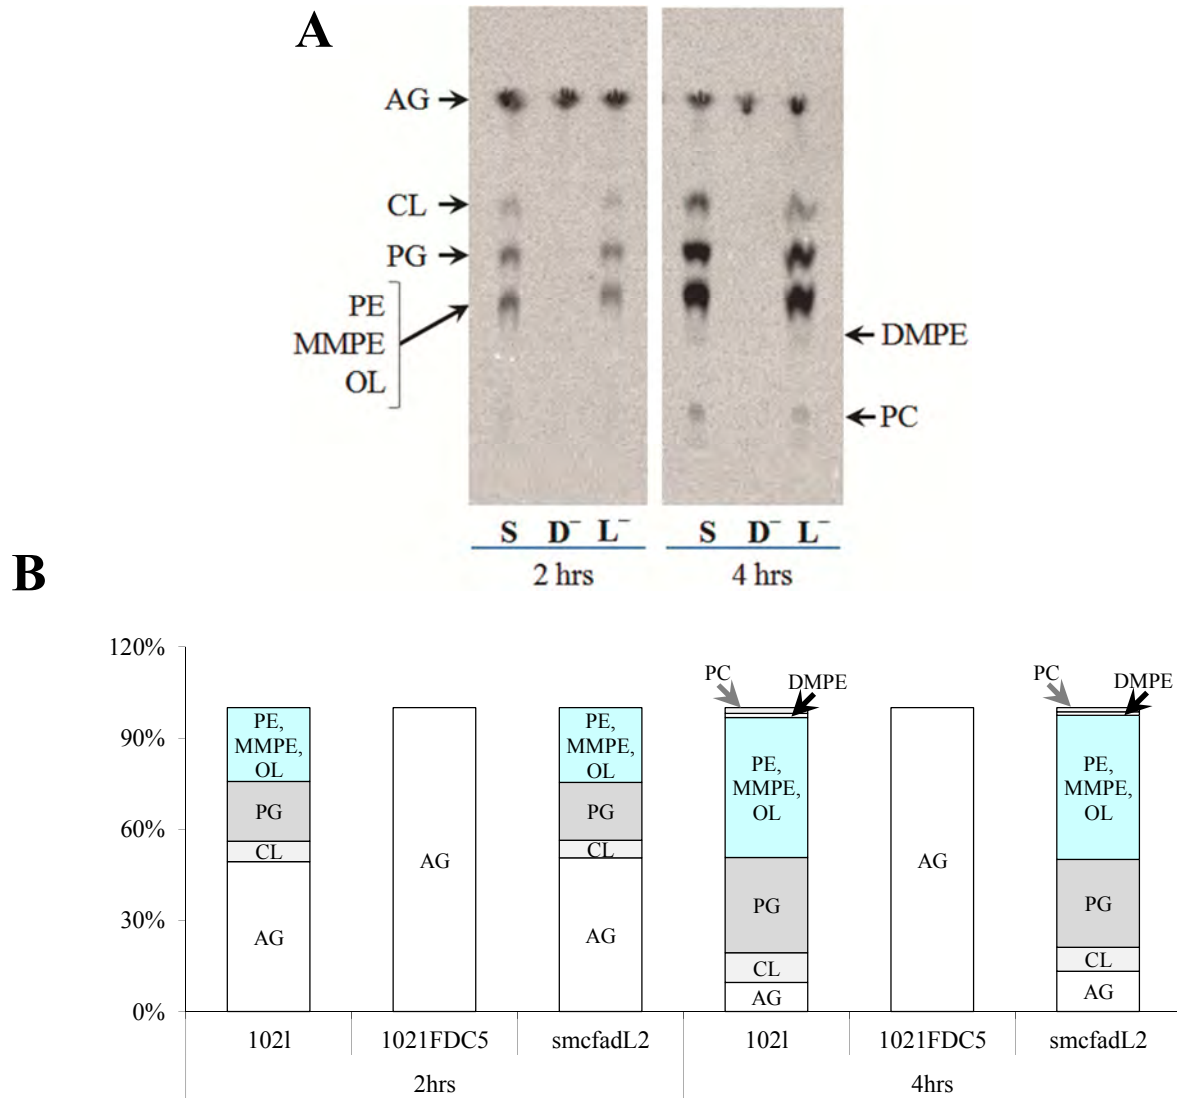 A
AG
CL
PG
PE
MMPE
OL
DMPE
PC
S D⁻ L⁻ S D⁻ L⁻
2 hrs 4 hrs
B
120%
90%
60%
30%
0%
PE,
MMPE,
OL
PG
CL
AG
AG
PE,
MMPE,
OL
PG
CL
AG
PC
DMPE
PE,
MMPE,
OL
PG
CL
AG
AG
PC
DMPE
PE,
MMPE,
OL
PG
CL
AG
102l 1021FDC5 smcfadL2 102l 1021FDC5 smcfadL2
2hrs 4hrs